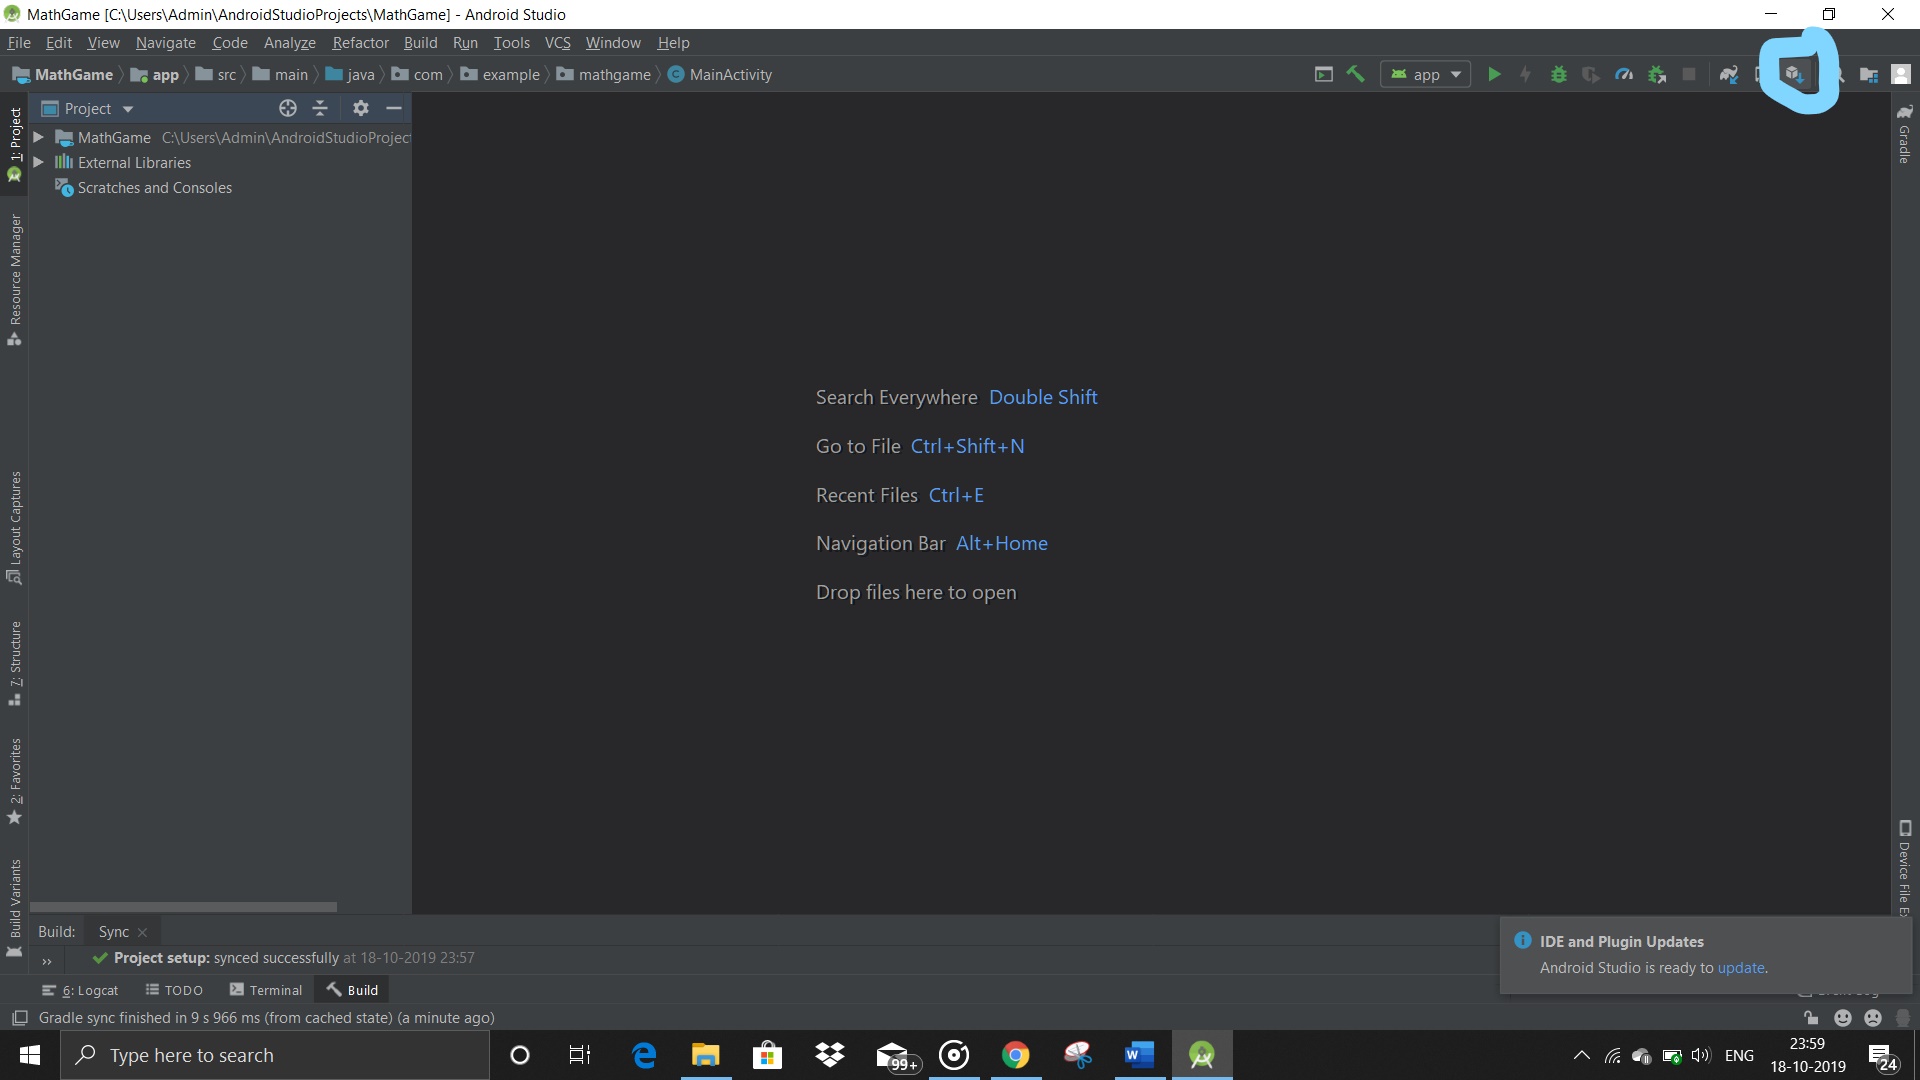 MathGame [C:\Users\Admin\AndroidStudioProjects\MathGame] - Android Studio
File Edit View Navigate Code Analyze Refactor Build Run Tools VCS Window Help
MathGame app src main java com example mathgame MainActivity
app
Project
MathGame C:\Users\Admin\AndroidStudioProjec
External Libraries
Scratches and Consoles
1: Project
Resource Manager
Layout Captures
7: Structure
2: Favorites
Build Variants
Gradle
Device File E
Search Everywhere Double Shift
Go to File Ctrl+Shift+N
Recent Files Ctrl+E
Navigation Bar Alt+Home
Drop files here to open
Build: Sync
Project setup: synced successfully at 18-10-2019 23:57
IDE and Plugin Updates
Android Studio is ready to update.
6: Logcat TODO Terminal Build
Gradle sync finished in 9 s 966 ms (from cached state) (a minute ago)
Type here to search
99+
ENG
23:59
18-10-2019
24